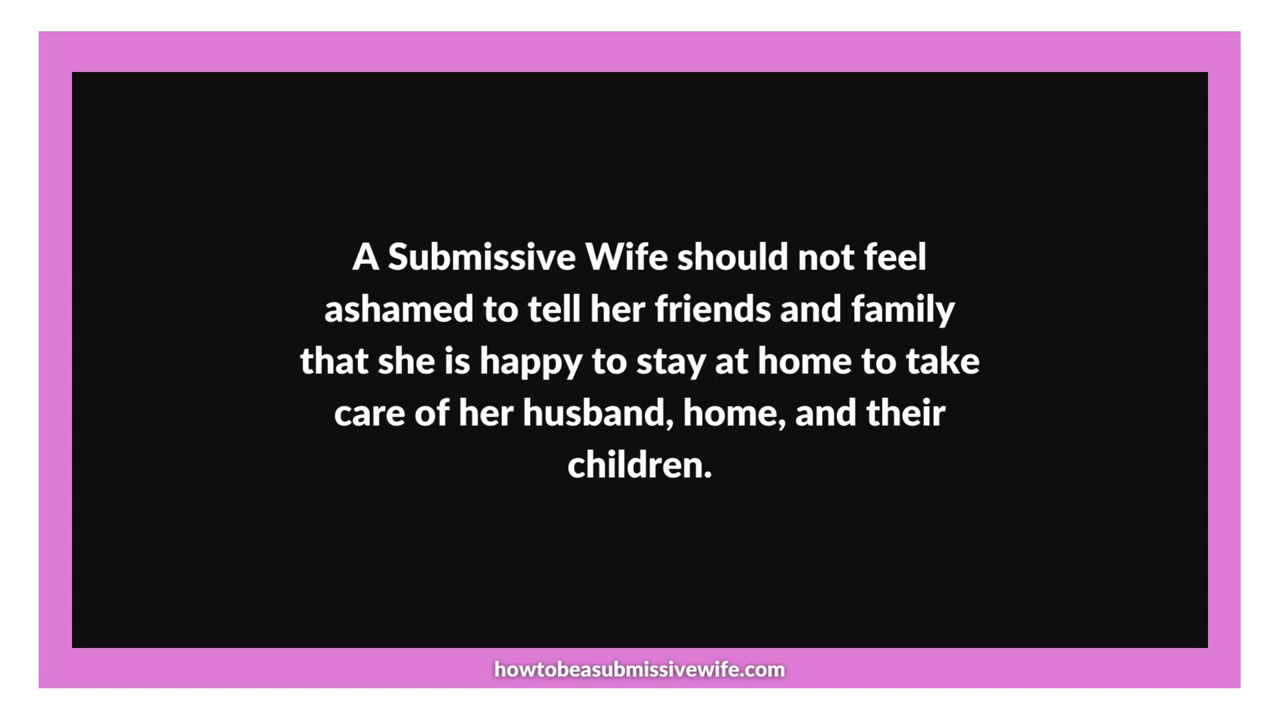 A Submissive Wife should not feel
ashamed to tell her friends and family
that she is happy to stay at home to take
care of her husband, home, and their
children.
howtobeasubmissivewife.com